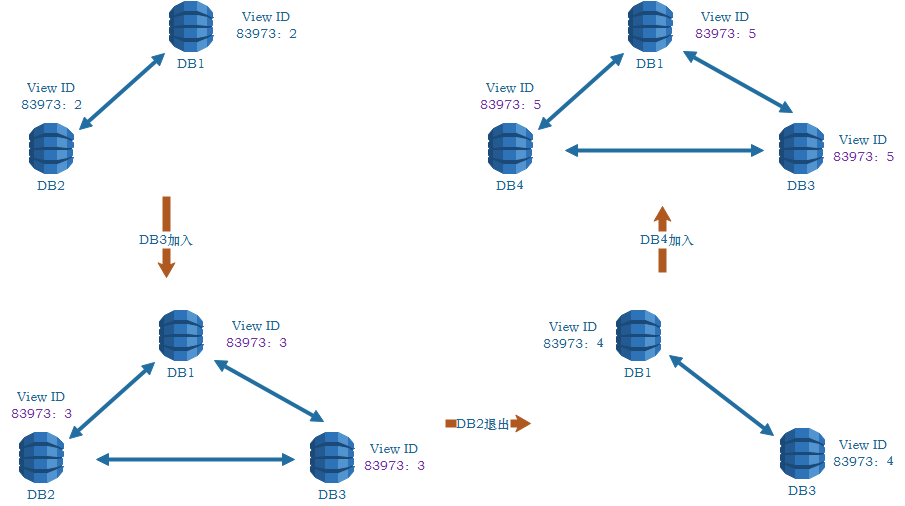 View ID
83973：2
DB1
View ID
83973：2
DB2
DB3加入
View ID
83973：3
DB1
View ID
83973：3
DB2
View ID
83973：3
DB3
DB2退出
View ID
83973：4
DB1
View ID
83973：4
DB3
DB4加入
View ID
83973：5
DB1
View ID
83973：5
DB4
View ID
83973：5
DB3